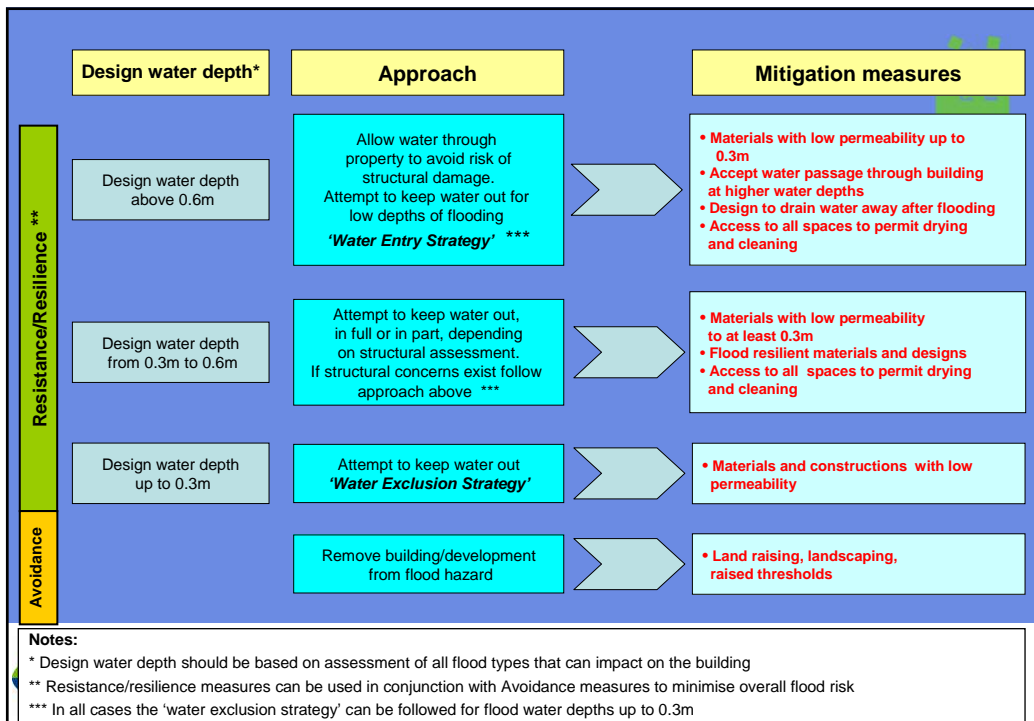 Design water depth*
Approach
Mitigation measures
Resistance/Resilience **
Design water depth
above 0.6m
Allow water through
property to avoid risk of
structural damage.
Attempt to keep water out for
low depths of flooding
‘Water Entry Strategy’ ***
• Materials with low permeability up to
0.3m
• Accept water passage through building
at higher water depths
• Design to drain water away after flooding
• Access to all spaces to permit drying
and cleaning
Design water depth
from 0.3m to 0.6m
Attempt to keep water out,
in full or in part, depending
on structural assessment.
If structural concerns exist follow
approach above ***
• Materials with low permeability
to at least 0.3m
• Flood resilient materials and designs
• Access to all spaces to permit drying
and cleaning
Design water depth
up to 0.3m
Attempt to keep water out
‘Water Exclusion Strategy’
• Materials and constructions with low
permeability
Avoidance
Remove building/development
from flood hazard
• Land raising, landscaping,
raised thresholds
Notes:
* Design water depth should be based on assessment of all flood types that can impact on the building
** Resistance/resilience measures can be used in conjunction with Avoidance measures to minimise overall flood risk
*** In all cases the ‘water exclusion strategy’ can be followed for flood water depths up to 0.3m